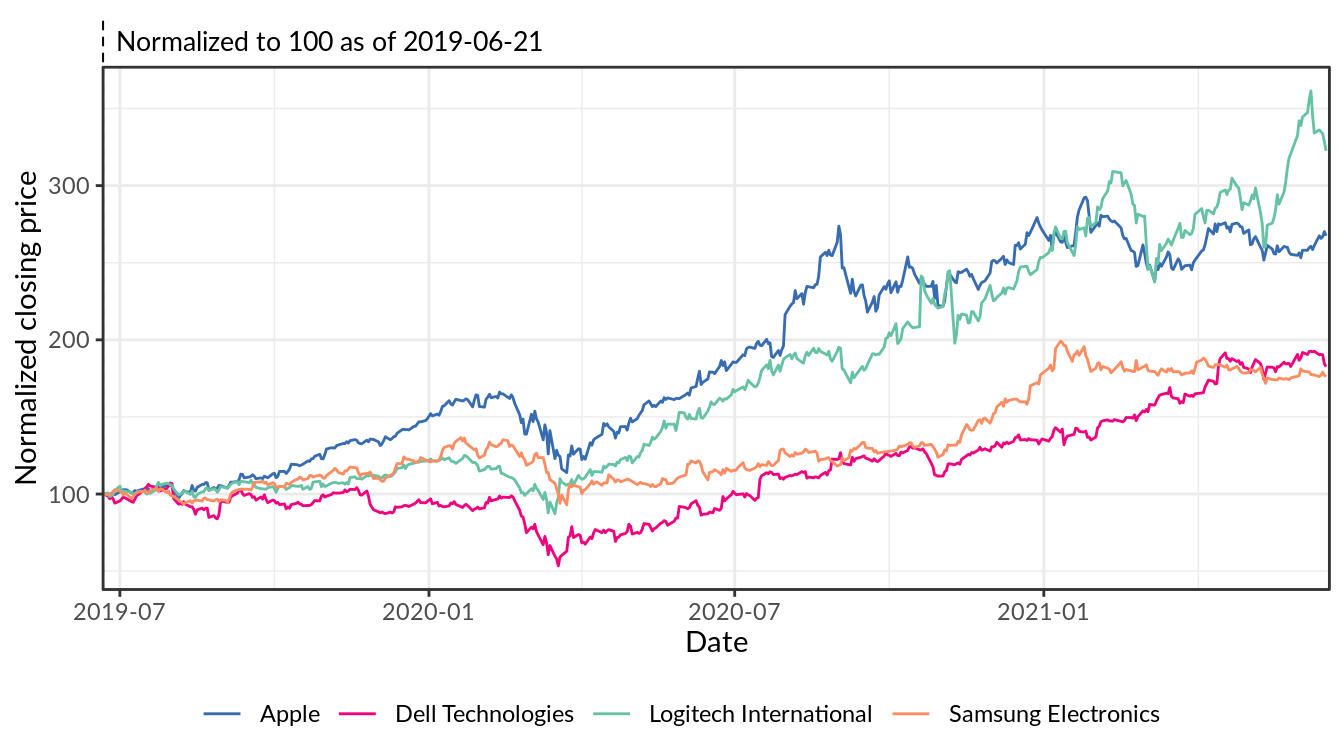 Normalized to 100 as of 2019-06-21
Normalized closing price
300
200
100
2019-07
2020-01
2020-07
2021-01
Date
Apple
Dell Technologies
Logitech International
Samsung Electronics